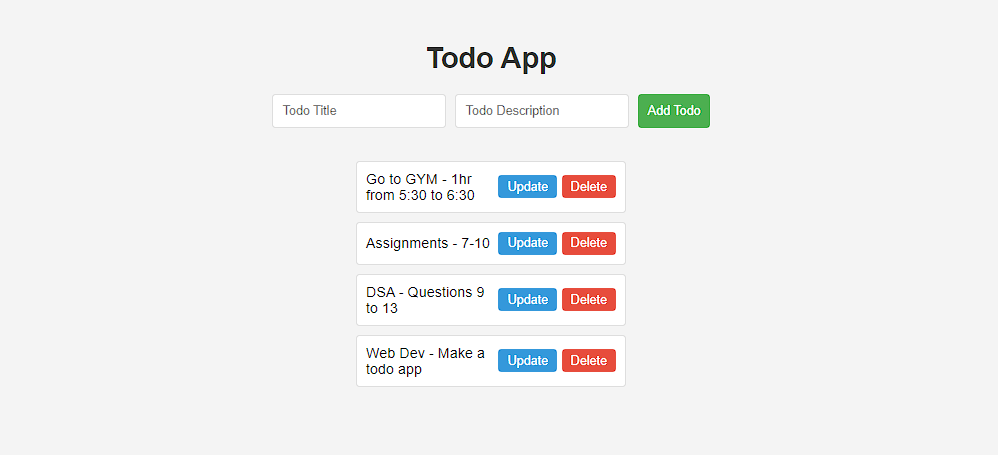 Todo App
Todo Title
Todo Description
Add Todo
Go to GYM - 1hr
from 5:30 to 6:30
Update
Delete
Assignments - 7-10
Update
Delete
DSA - Questions 9
to 13
Update
Delete
Web Dev - Make a
todo app
Update
Delete